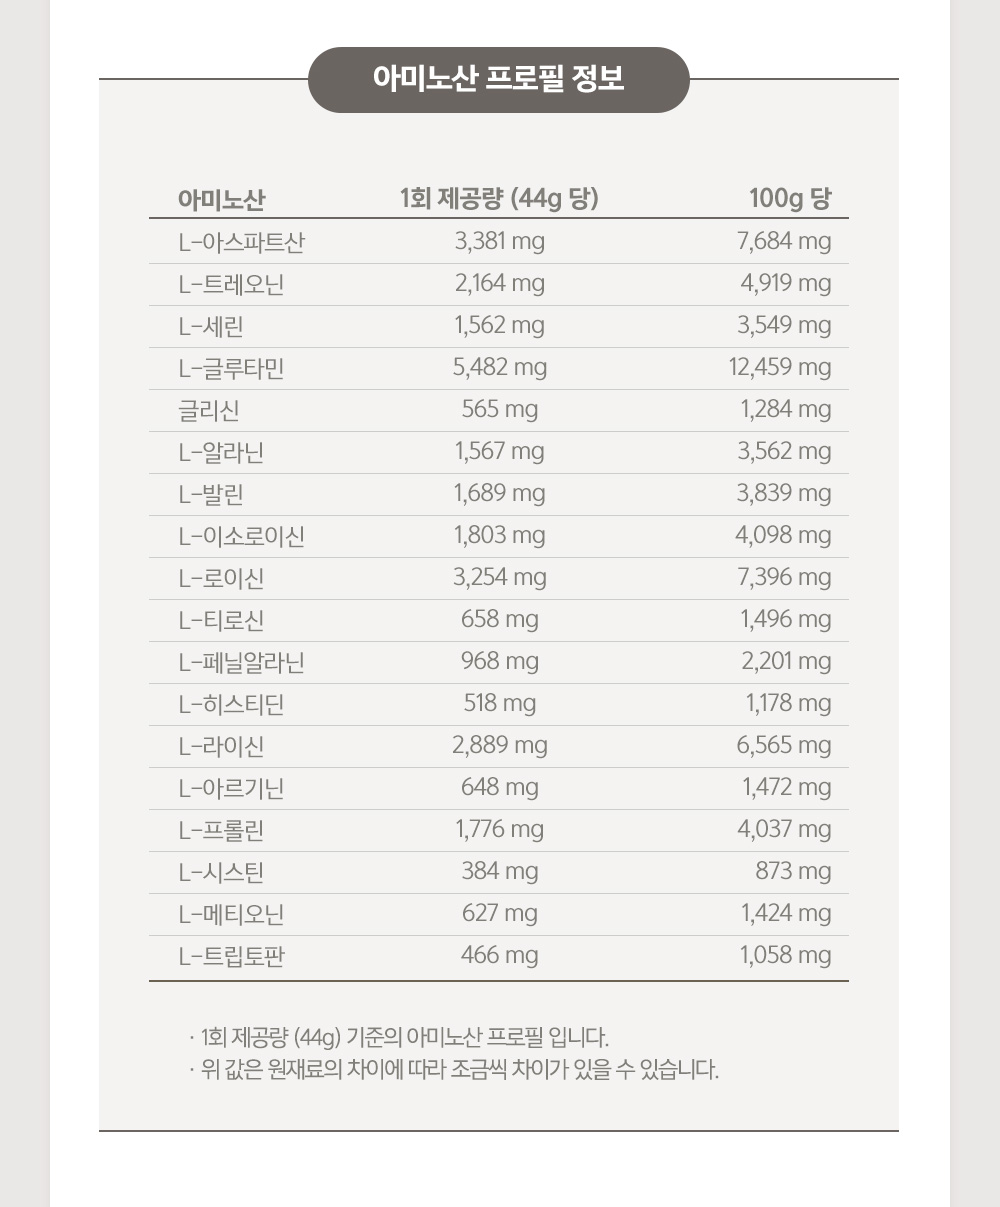 아미노산 프로필 정보
아미노산 1회 제공량 (44g 당) 100g 당
L-아스파트산 3,381 mg 7,684 mg
L-트레오닌 2,164 mg 4,919 mg
L-세린 1,562 mg 3,549 mg
L-글루타민 5,482 mg 12,459 mg
글리신 565 mg 1,284 mg
L-알라닌 1,567 mg 3,562 mg
L-발린 1,689 mg 3,839 mg
L-이소로이신 1,803 mg 4,098 mg
L-로이신 3,254 mg 7,396 mg
L-티로신 658 mg 1,496 mg
L-페닐알라닌 968 mg 2,201 mg
L-히스티딘 518 mg 1,178 mg
L-라이신 2,889 mg 6,565 mg
L-아르기닌 648 mg 1,472 mg
L-프롤린 1,776 mg 4,037 mg
L-시스틴 384 mg 873 mg
L-메티오닌 627 mg 1,424 mg
L-트립토판 466 mg 1,058 mg
· 1회 제공량 (44g) 기준의 아미노산 프로필 입니다.
· 위 값은 원재료의 차이에 따라 조금씩 차이가 있을 수 있습니다.